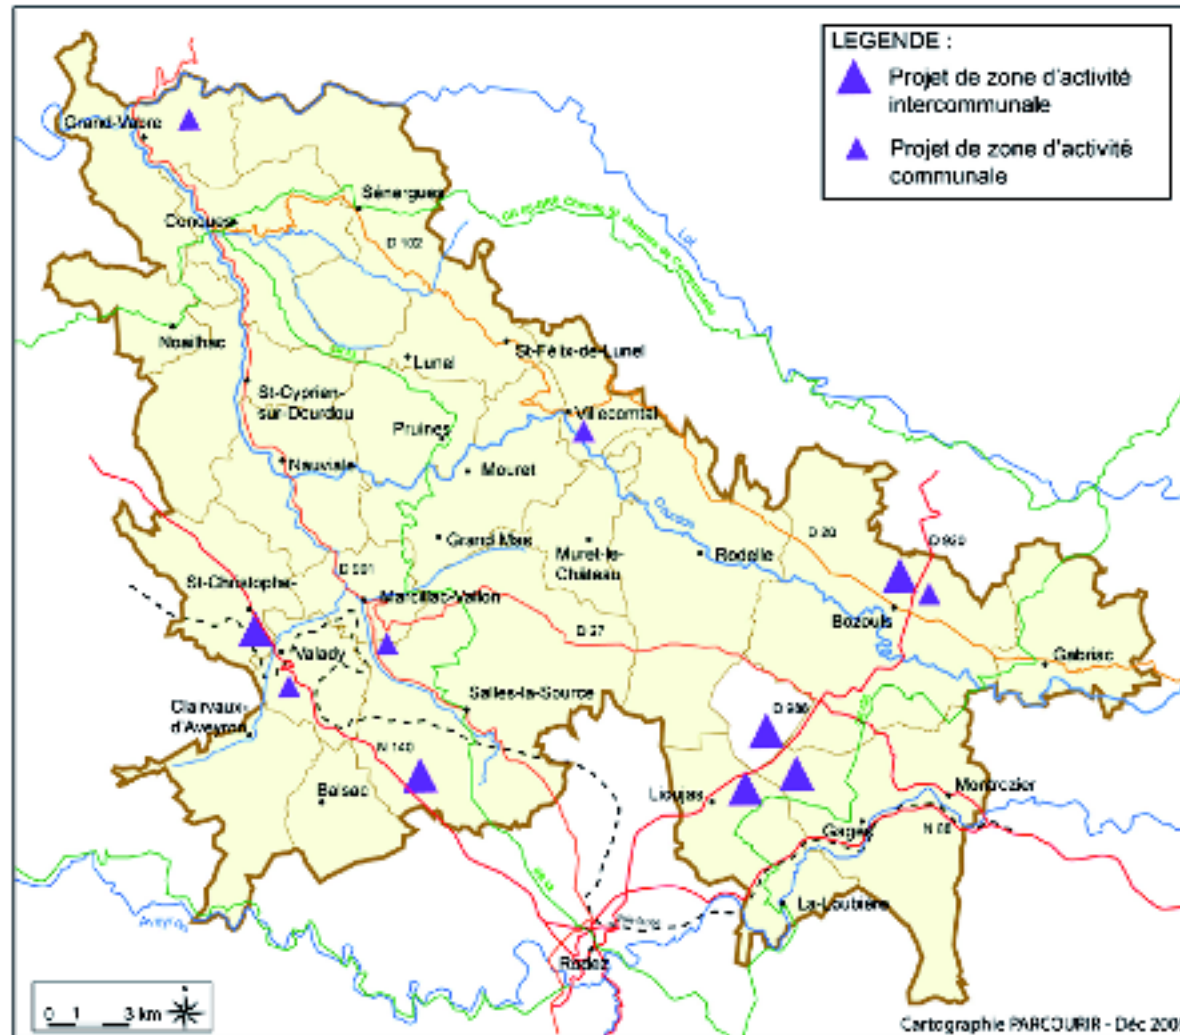 LEGENDE :
Projet de zone d'activité
intercommunale
Projet de zone d'activité
communale
Grand-Vabre
Sénergues
Conques
D 102
Lot
Noailhac
St-Félix-de-Lunel
Lunel
St-Cyprien-
sur-Dourdou
Villecomtal
Pruines
Nauviale
Mouret
Grand Mas
Muret-le-
Château
Rodelle
D 20
D 920
St-Christophe-
D 901
Marcillac-Vallon
Bozouls
D 27
Valady
Gabriac
Salles-la-Source
Clairvaux-
d'Aveyron
D 988
N 140
Balsac
Lioujas
Montrozier
Gages
N 88
La-Loubière
Aveyron
Rodez
0 1 3 km
Cartographie PARCOURIR - Déc 200